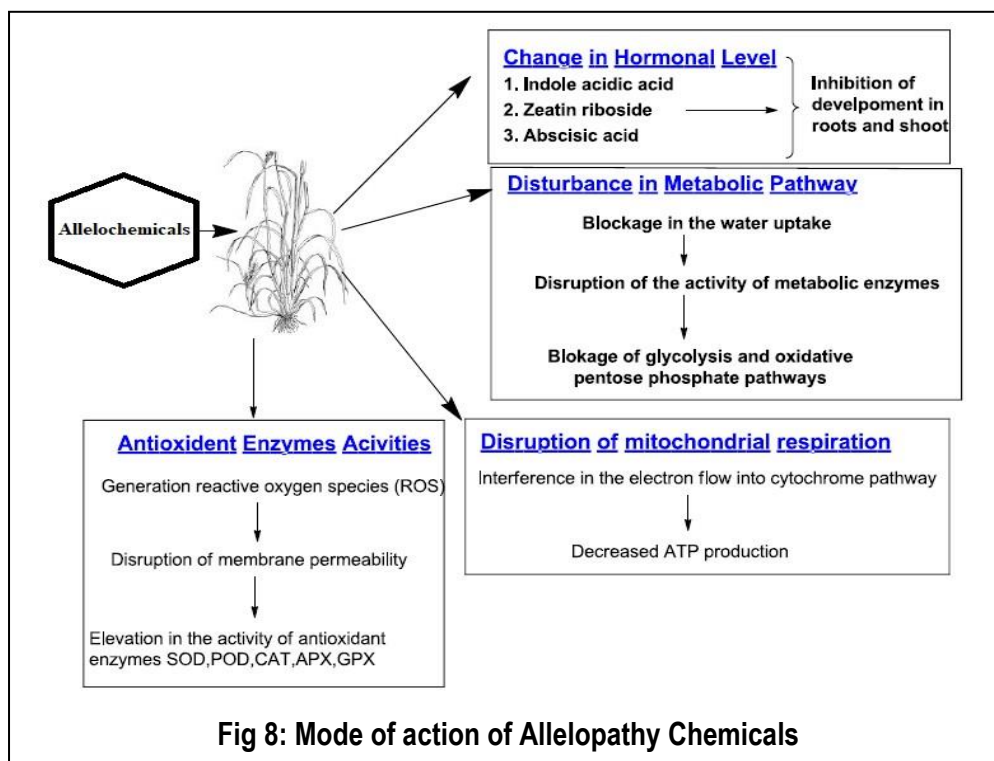 Allelochemicals
Change in Hormonal Level
1. Indole acidic acid
2. Zeatin riboside
3. Abscisic acid
Inhibition of
develpoment in
roots and shoot
Disturbance in Metabolic Pathway
Blockage in the water uptake
Disruption of the activity of metabolic enzymes
Blokage of glycolysis and oxidative
pentose phosphate pathways
Antioxident Enzymes Acivities
Generation reactive oxygen species (ROS)
Disruption of membrane permeability
Elevation in the activity of antioxidant
enzymes SOD,POD,CAT,APX,GPX
Disruption of mitochondrial respiration
Interference in the electron flow into cytochrome pathway
Decreased ATP production
Fig 8: Mode of action of Allelopathy Chemicals